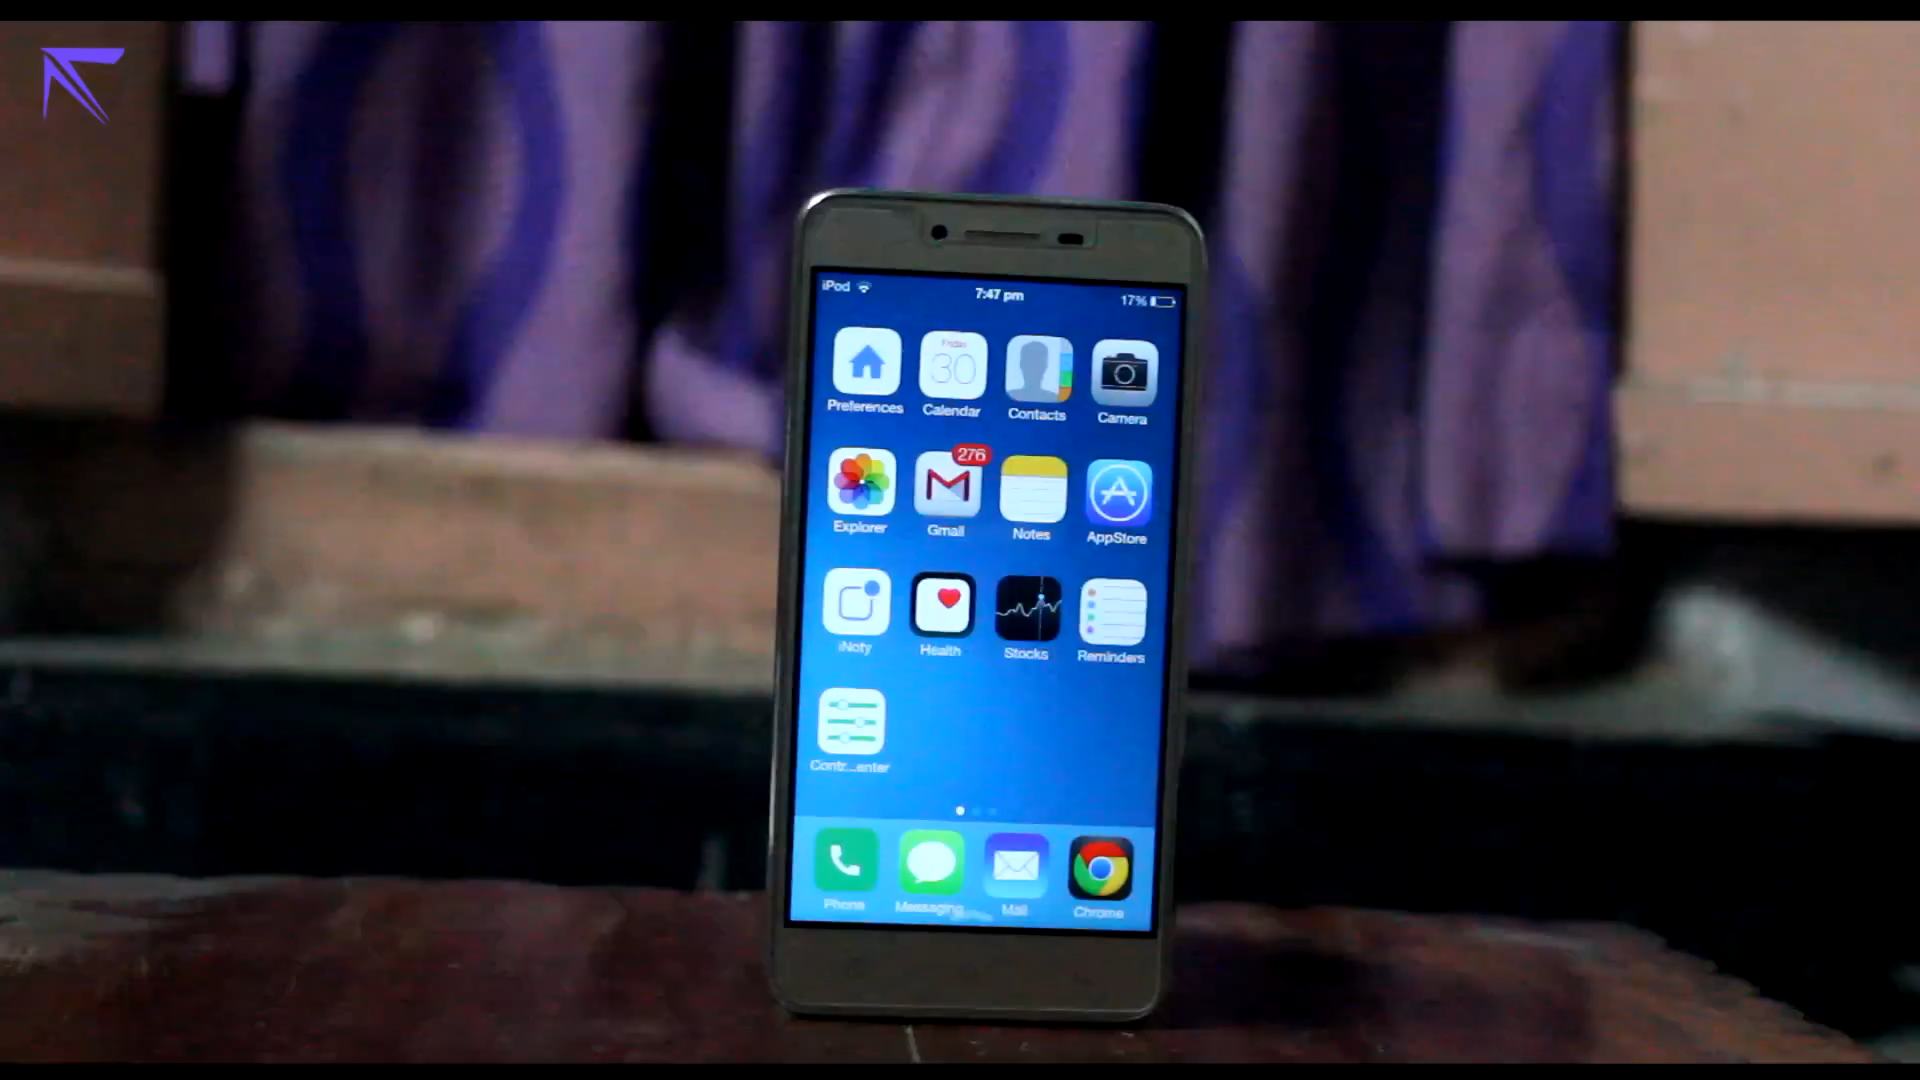 iPod 7:47 pm 17%
Friday
30
Preferences Calendar Contacts Camera
276
Explorer Gmail Notes AppStore
iNoty Health Stocks Reminders
Contr...enter
Phone Messaging Mail Chrome